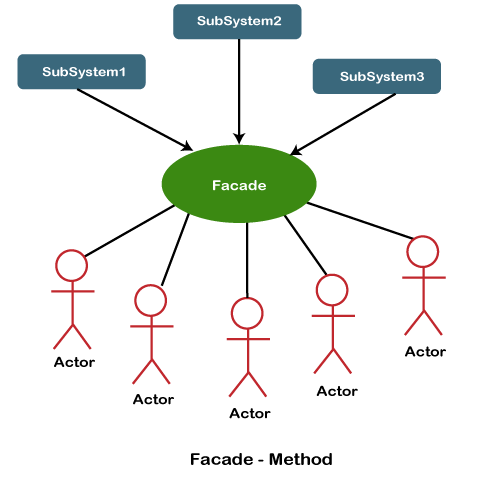 SubSystem2
SubSystem1
SubSystem3
Facade
Actor
Actor
Actor
Actor
Actor
Facade - Method